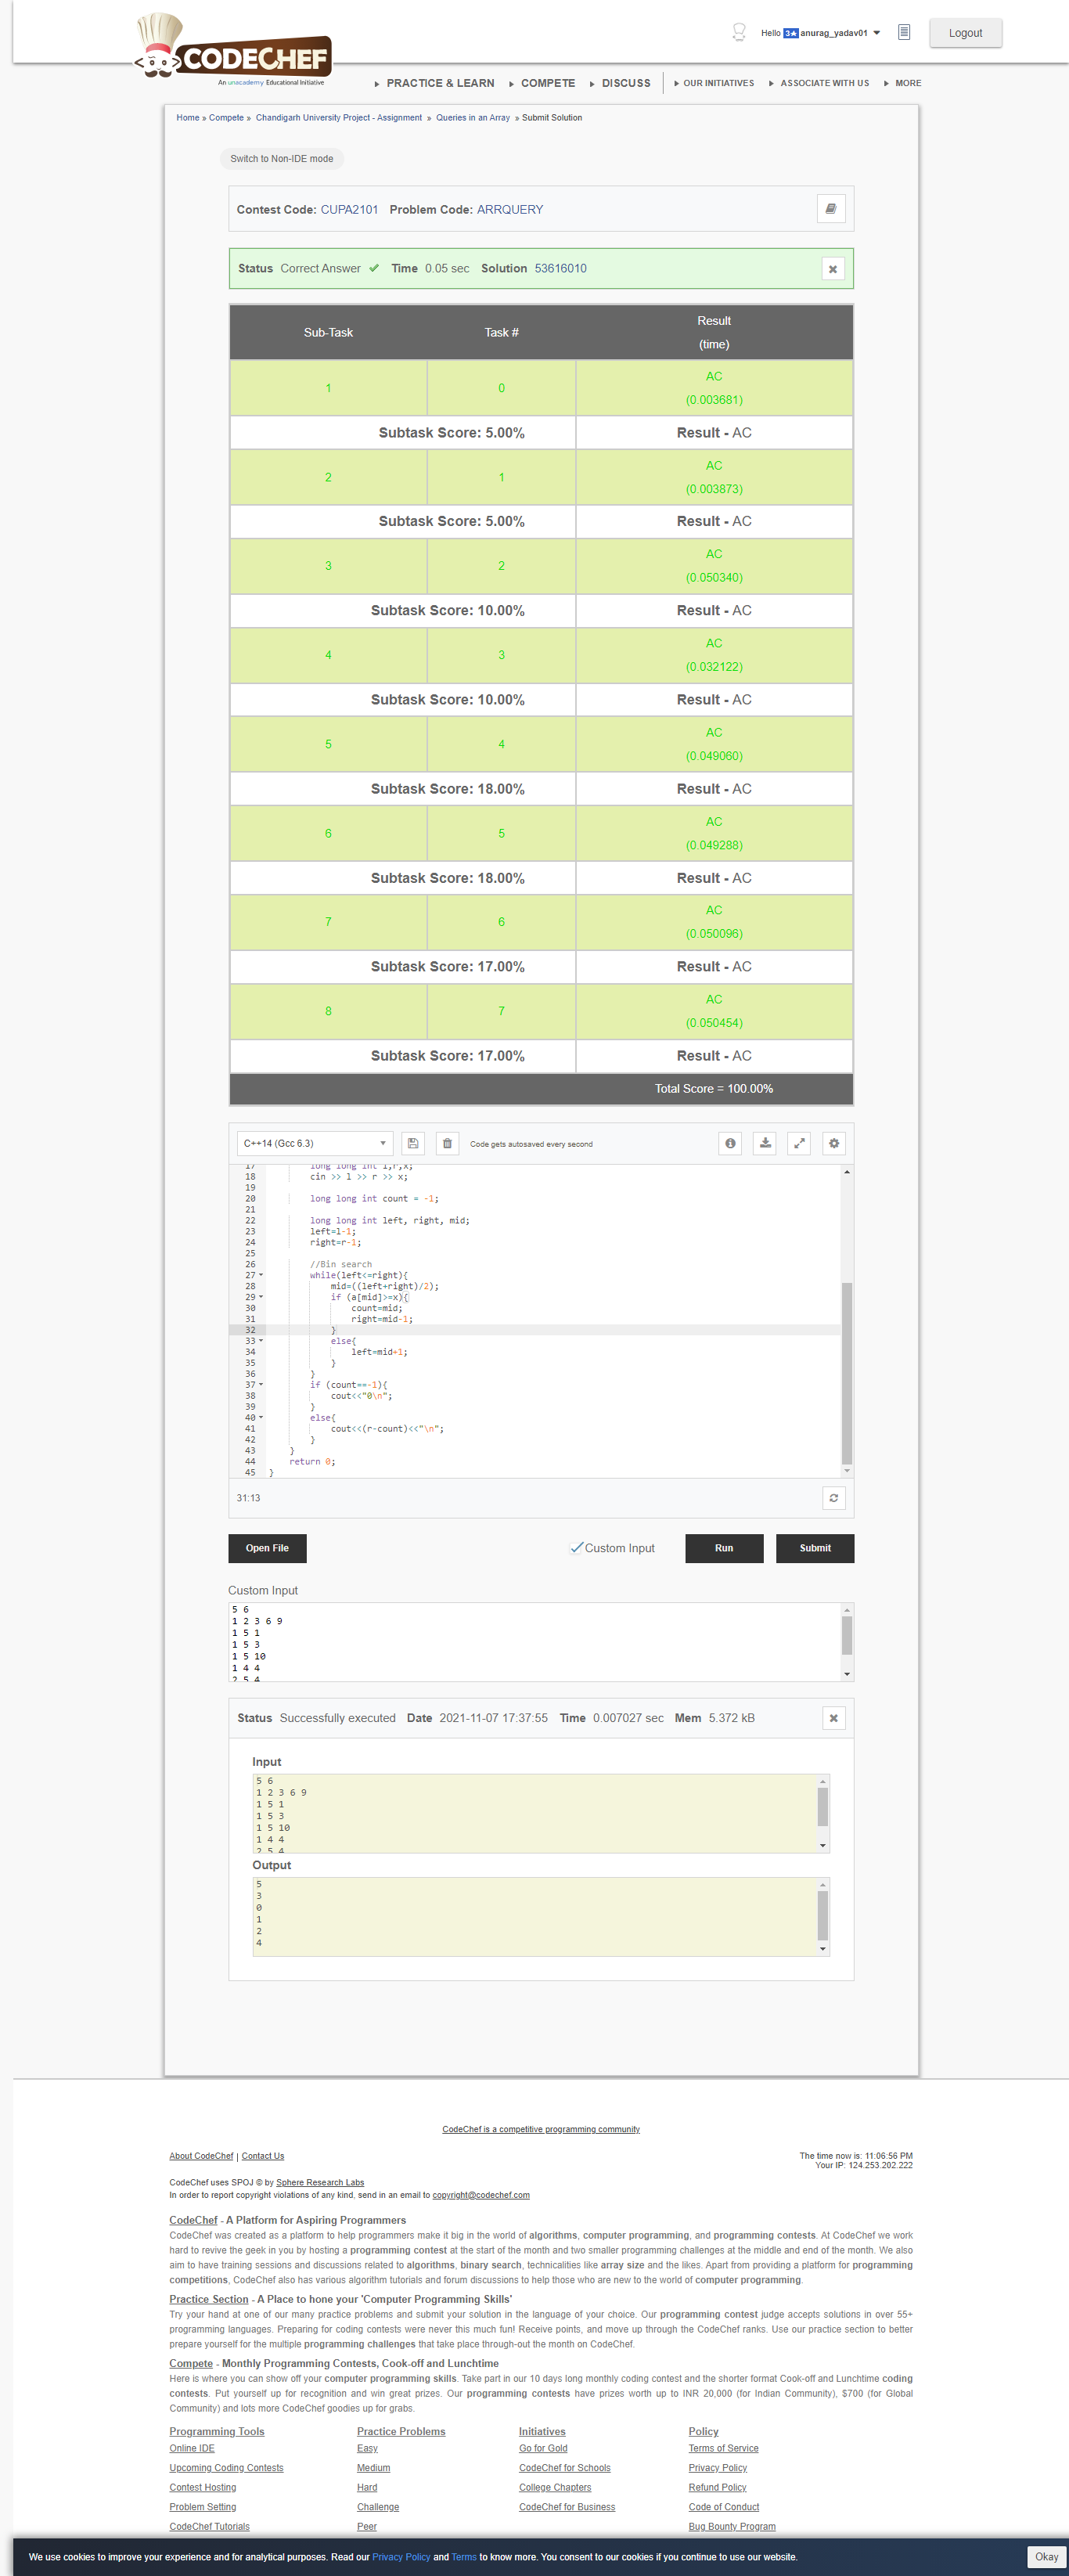 Hello 3★ anurag_yadav01
Logout
CODECHEF
An unacademy Educational Initiative
PRACTICE & LEARN COMPETE DISCUSS OUR INITIATIVES ASSOCIATE WITH US MORE
Home » Compete » Chandigarh University Project - Assignment » Queries in an Array » Submit Solution
Switch to Non-IDE mode
Contest Code: CUPA2101 Problem Code: ARRQUERY
Status Correct Answer ✔ Time 0.05 sec Solution 53616010
Sub-Task Task # Result
(time)
1 0 AC
(0.003681)
Subtask Score: 5.00% Result - AC
2 1 AC
(0.003873)
Subtask Score: 5.00% Result - AC
3 2 AC
(0.050340)
Subtask Score: 10.00% Result - AC
4 3 AC
(0.032122)
Subtask Score: 10.00% Result - AC
5 4 AC
(0.049060)
Subtask Score: 18.00% Result - AC
6 5 AC
(0.049288)
Subtask Score: 18.00% Result - AC
7 6 AC
(0.050096)
Subtask Score: 17.00% Result - AC
8 7 AC
(0.050454)
Subtask Score: 17.00% Result - AC
Total Score = 100.00%
C++14 (Gcc 6.3) Code gets autosaved every second
17 long long int l,r,x;
18 cin >> l >> r >> x;
19
20 long long int count = -1;
21
22 long long int left, right, mid;
23 left=l-1;
24 right=r-1;
25
26 //Bin search
27 while(left<=right){
28 mid=((left+right)/2);
29 if (a[mid]>=x){
30 count=mid;
31 right=mid-1;
32 }
33 else{
34 left=mid+1;
35 }
36 }
37 if (count==-1){
38 cout<<"0\n";
39 }
40 else{
41 cout<<(r-count)<<"\n";
42 }
43 }
44 return 0;
45 }
31:13
Open File Custom Input Run Submit
Custom Input
5 6
1 2 3 6 9
1 5 1
1 5 3
1 5 10
1 4 4
2 5 4
Status Successfully executed Date 2021-11-07 17:37:55 Time 0.007027 sec Mem 5.372 kB
Input
5 6
1 2 3 6 9
1 5 1
1 5 3
1 5 10
1 4 4
2 5 4
Output
5
3
0
1
2
4
CodeChef is a competitive programming community
About CodeChef | Contact Us
The time now is: 11:06:56 PM
Your IP: 124.253.202.222
CodeChef uses SPOJ © by Sphere Research Labs
In order to report copyright violations of any kind, send in an email to copyright@codechef.com
CodeChef - A Platform for Aspiring Programmers
CodeChef was created as a platform to help programmers make it big in the world of algorithms, computer programming, and programming contests. At CodeChef we work
hard to revive the geek in you by hosting a programming contest at the start of the month and two smaller programming challenges at the middle and end of the month. We also
aim to have training sessions and discussions related to algorithms, binary search, technicalities like array size and the likes. Apart from providing a platform for programming
competitions, CodeChef also has various algorithm tutorials and forum discussions to help those who are new to the world of computer programming.
Practice Section - A Place to hone your 'Computer Programming Skills'
Try your hand at one of our many practice problems and submit your solution in the language of your choice. Our programming contest judge accepts solutions in over 55+
programming languages. Preparing for coding contests were never this much fun! Receive points, and move up through the CodeChef ranks. Use our practice section to better
prepare yourself for the multiple programming challenges that take place through-out the month on CodeChef.
Compete - Monthly Programming Contests, Cook-off and Lunchtime
Here is where you can show off your computer programming skills. Take part in our 10 days long monthly coding contest and the shorter format Cook-off and Lunchtime coding
contests. Put yourself up for recognition and win great prizes. Our programming contests have prizes worth up to INR 20,000 (for Indian Community), $700 (for Global
Community) and lots more CodeChef goodies up for grabs.
Programming Tools Practice Problems Initiatives Policy
Online IDE Easy Go for Gold Terms of Service
Upcoming Coding Contests Medium CodeChef for Schools Privacy Policy
Contest Hosting Hard College Chapters Refund Policy
Problem Setting Challenge CodeChef for Business Code of Conduct
CodeChef Tutorials Peer Bug Bounty Program
We use cookies to improve your experience and for analytical purposes. Read our Privacy Policy and Terms to know more. You consent to our cookies if you continue to use our website. Okay